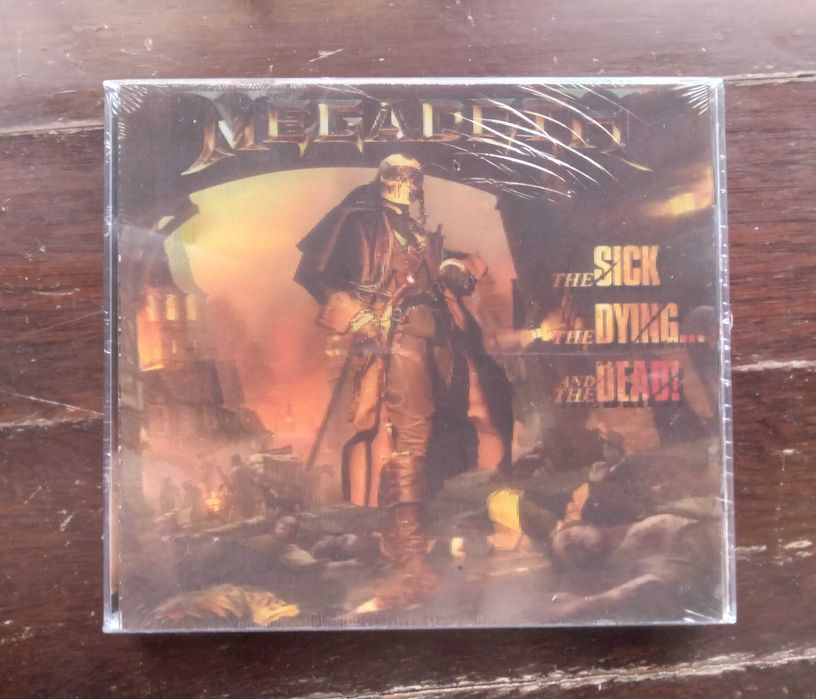 MEGADETH
THE SICK
THE DYING...
AND THE DEAD!